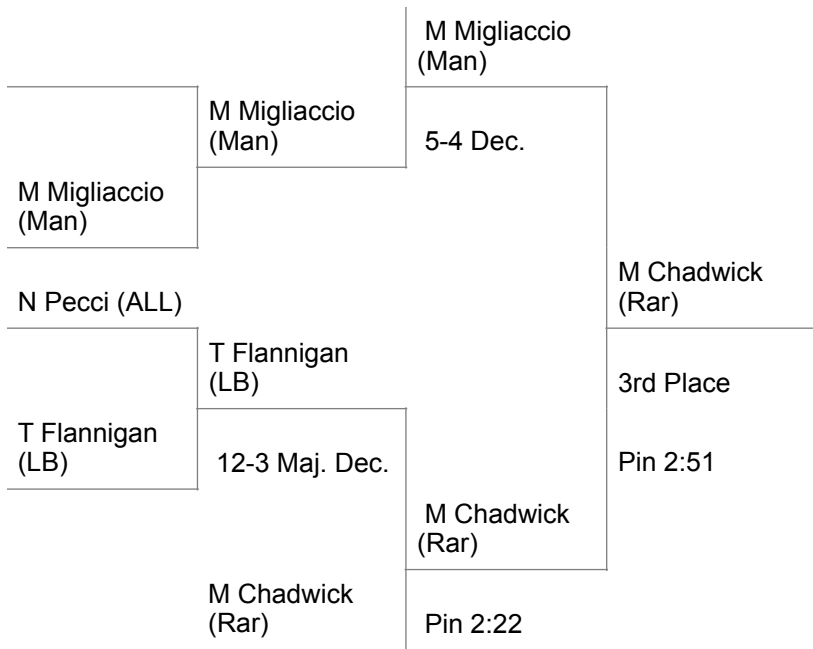 M Migliaccio
(Man)
M Migliaccio
(Man)
5-4 Dec.
M Migliaccio
(Man)
N Pecci (ALL)
M Chadwick
(Rar)
T Flannigan
(LB)
3rd Place
T Flannigan
(LB)
12-3 Maj. Dec.
Pin 2:51
M Chadwick
(Rar)
M Chadwick
(Rar)
Pin 2:22